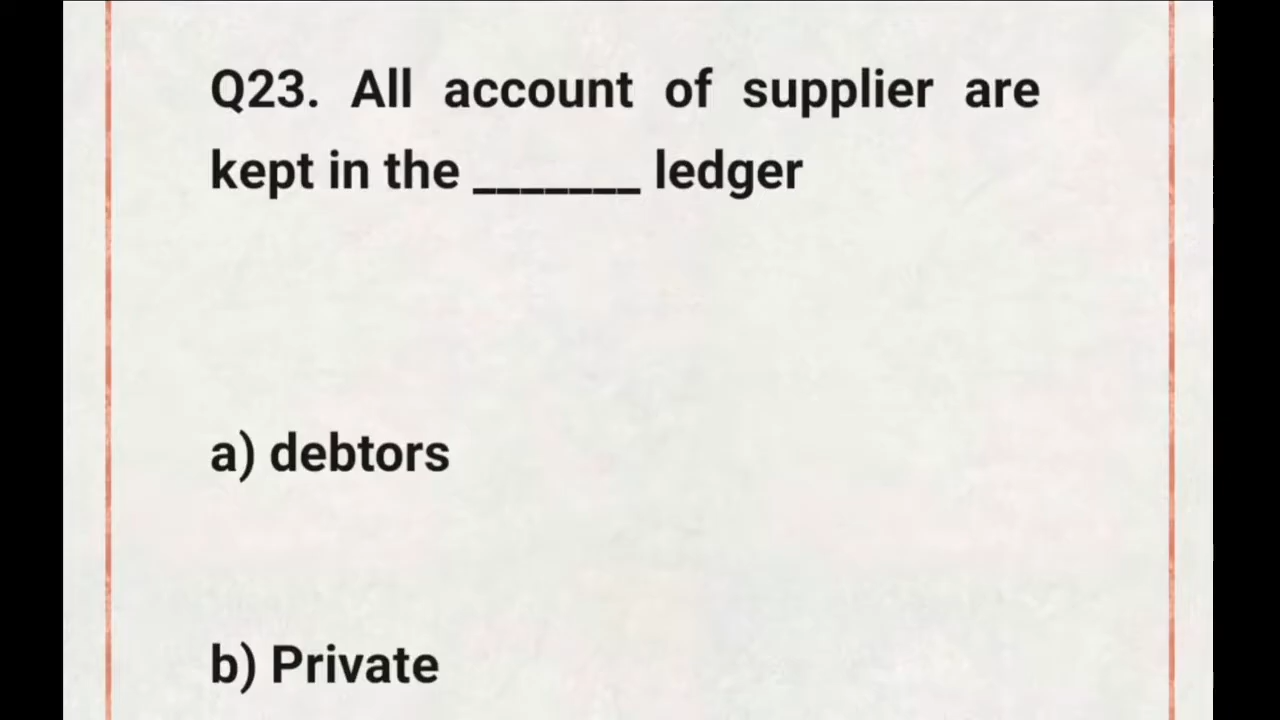 Q23. All account of supplier are
kept in the _______ ledger
a) debtors
b) Private